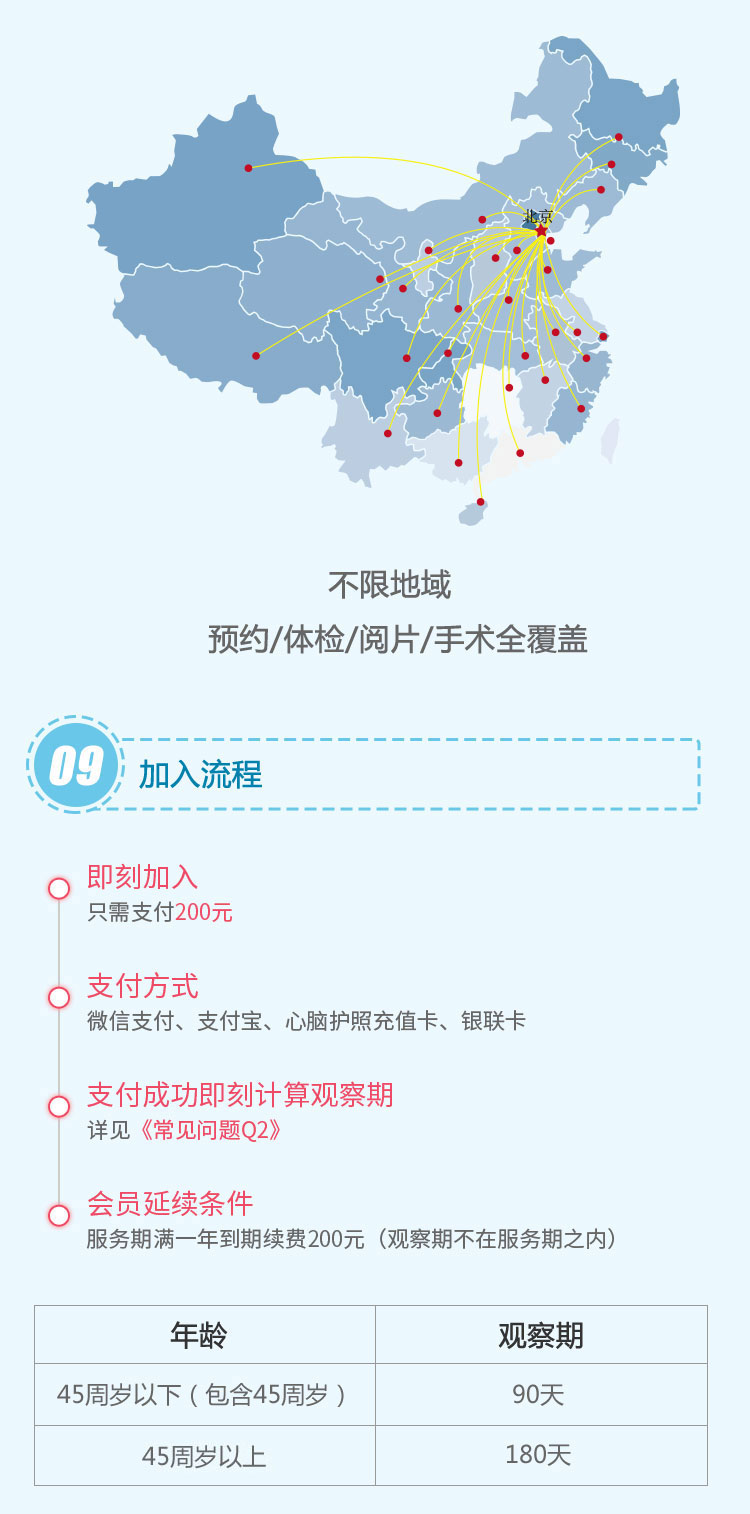 北京
不限地域
预约/体检/阅片/手术全覆盖
09
加入流程
即刻加入
只需支付200元
支付方式
微信支付、支付宝、心脑护照充值卡、银联卡
支付成功即刻计算观察期
详见《常见问题Q2》
会员延续条件
服务期满一年到期续费200元（观察期不在服务期之内）
年龄 观察期
45周岁以下（包含45周岁） 90天
45周岁以上 180天